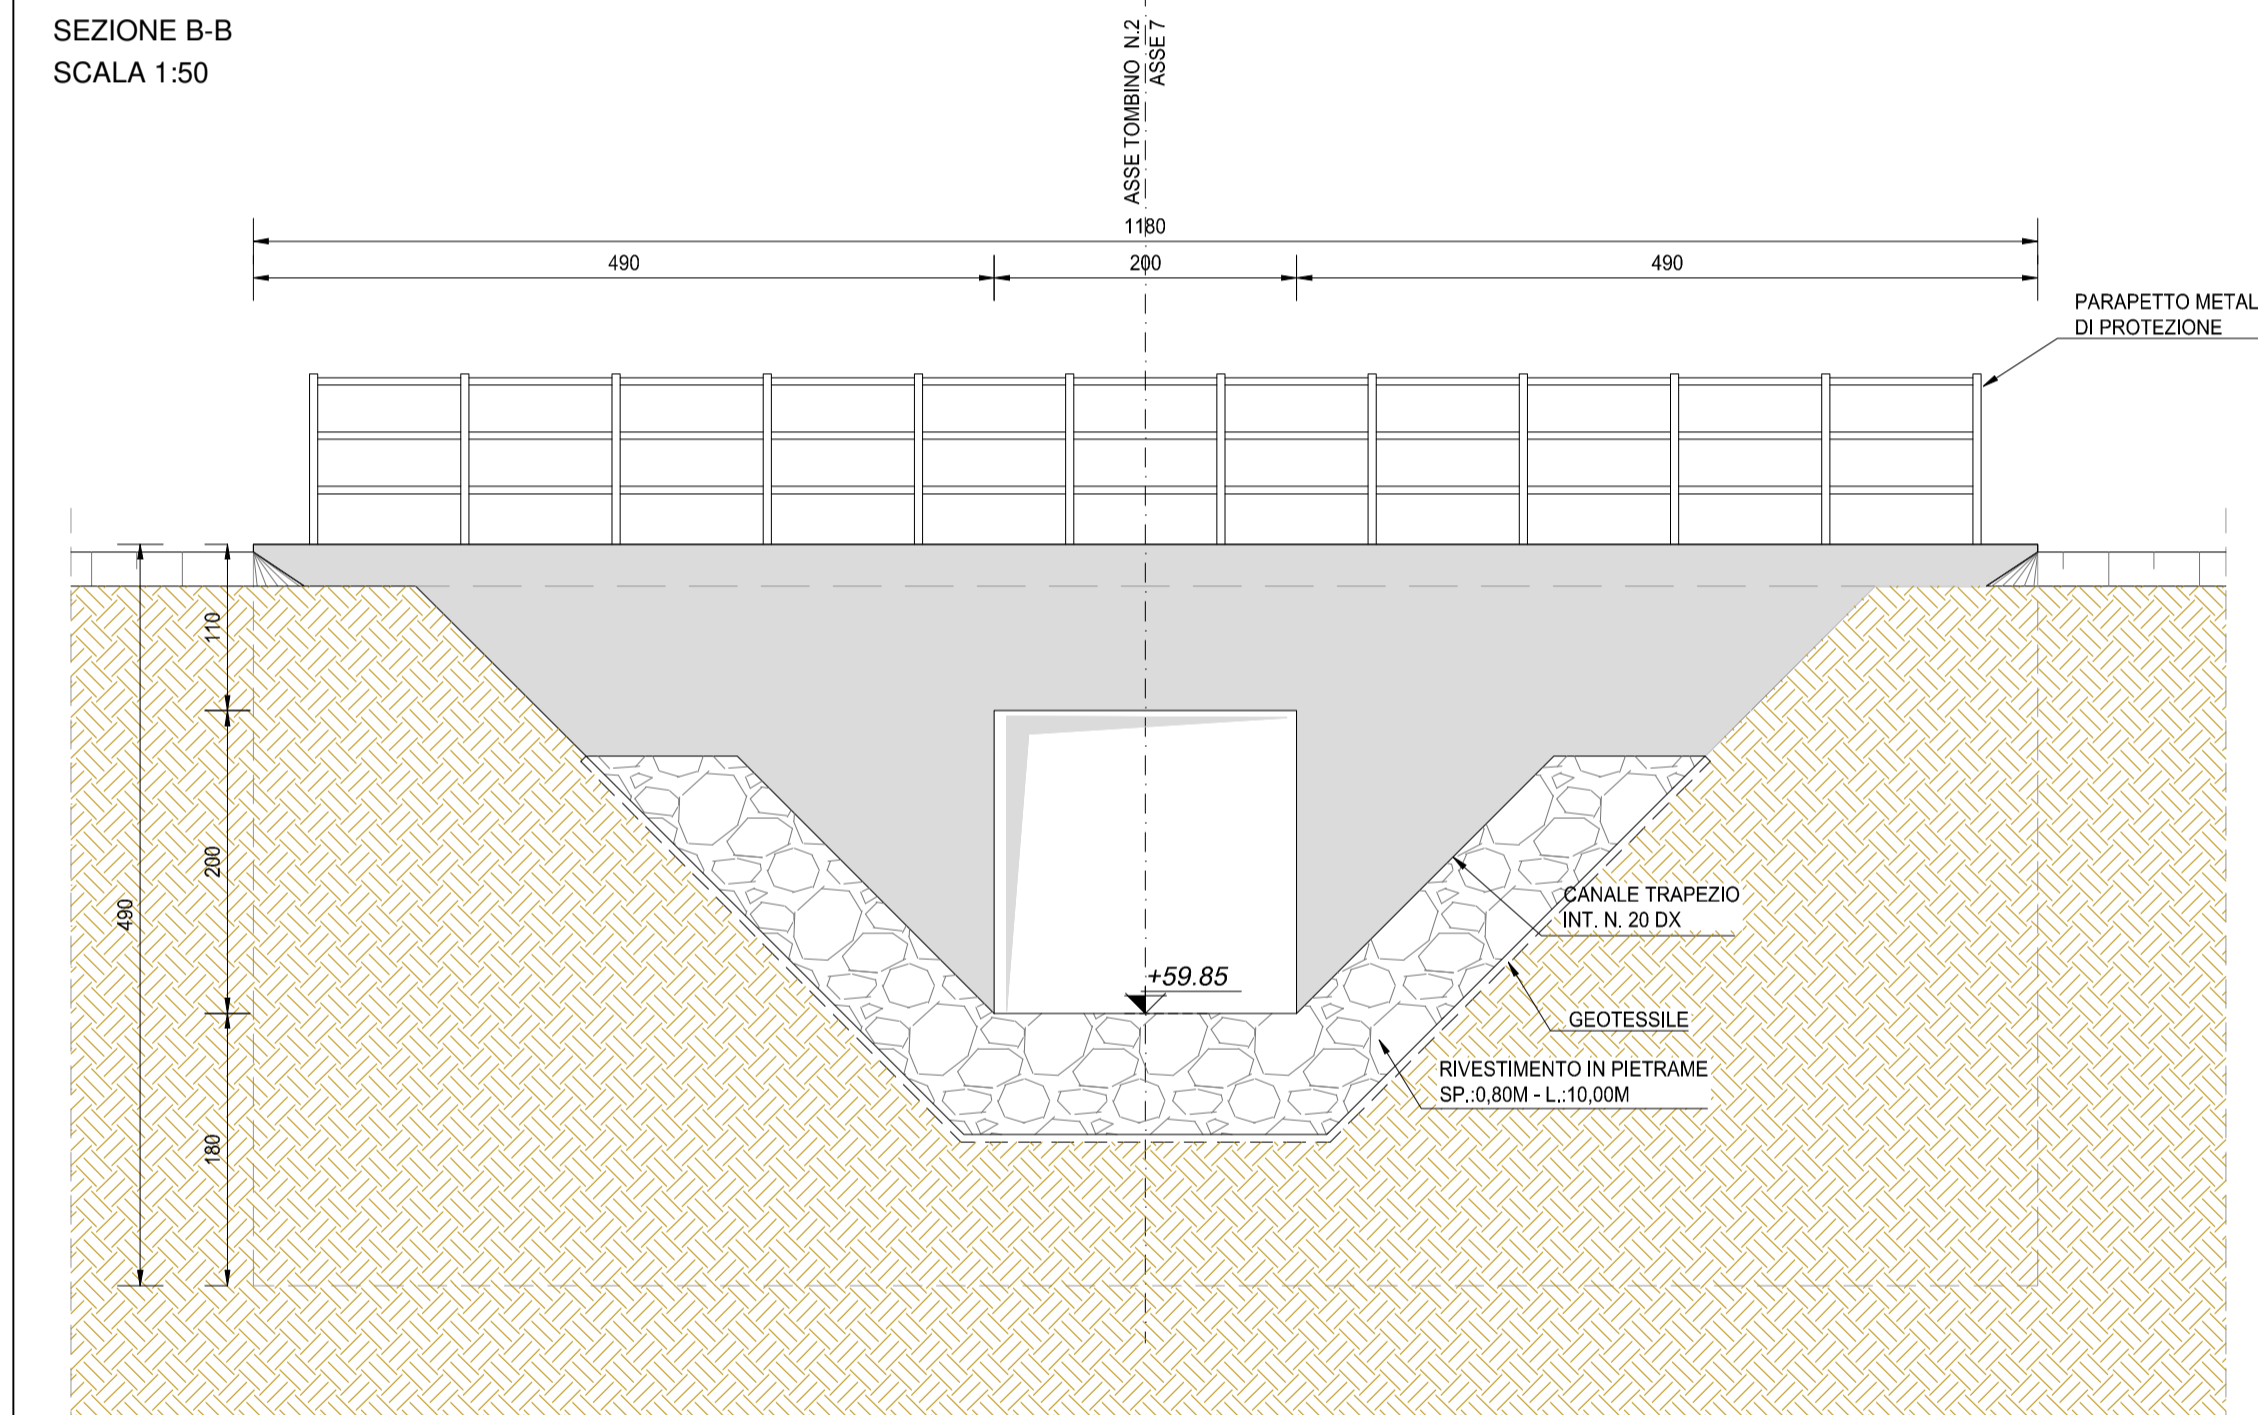 SEZIONE B-B
SCALA 1:50
ASSE TOMBINO N.2
ASSE 7
1180
490
200
490
PARAPETTO METAL
DI PROTEZIONE
110
200
490
180
CANALE TRAPEZIO
INT. N. 20 DX
+59.85
GEOTESSILE
RIVESTIMENTO IN PIETRAME
SP.:0,80M - L.:10,00M